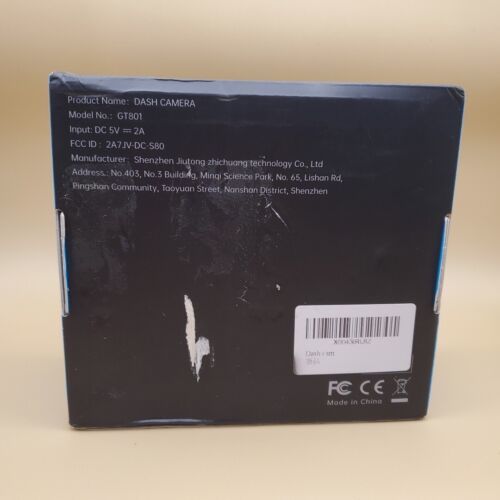 Product Name: DASH CAMERA
Model No.: GT801
Input: DC 5V ⎓ 2A
FCC ID : 2A7JV-DC-S80
Manufacturer: Shenzhen Jiutong zhichuang technology Co., Ltd
Address.: No.403, No.3 Building, Minqi Science Park, No. 65, Lishan Rd,
Pingshan Community, Taoyuan Street, Nanshan District, Shenzhen
FC CE
Made in China